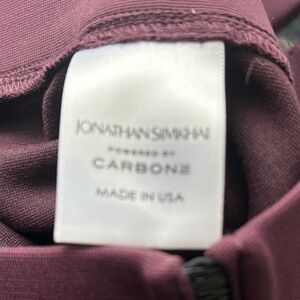 JONATHAN SIMKHAI
POWERED BY
CARBON38
MADE IN USA